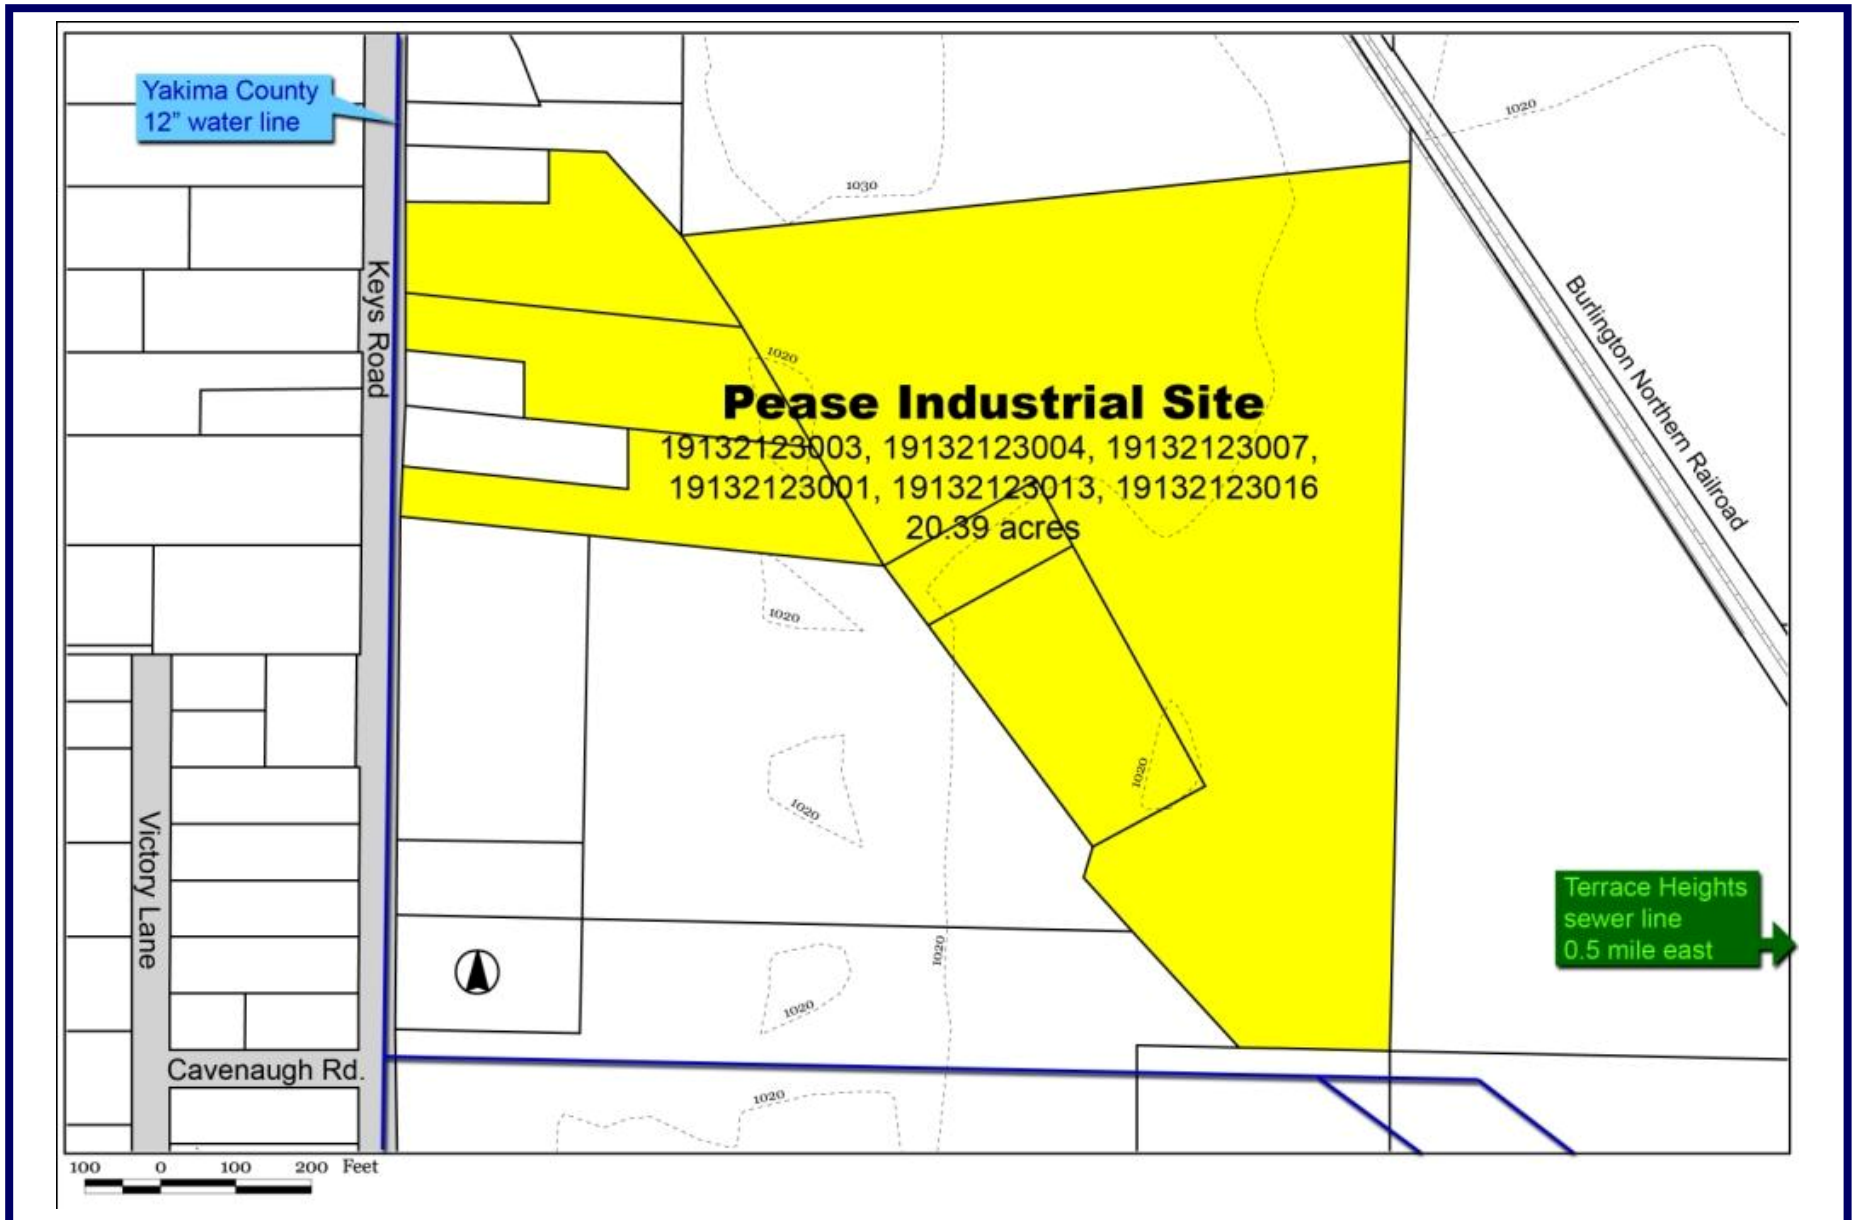 Yakima County
12” water line
1020
1030
Keys Road
Burlington Northern Railroad
1020
Pease Industrial Site
19132123003, 19132123004, 19132123007,
19132123001, 19132123013, 19132123016
20.39 acres
1020
1020
1020
Victory Lane
Terrace Heights
sewer line
0.5 mile east
1020
1020
Cavenaugh Rd.
1020
100 0 100 200 Feet